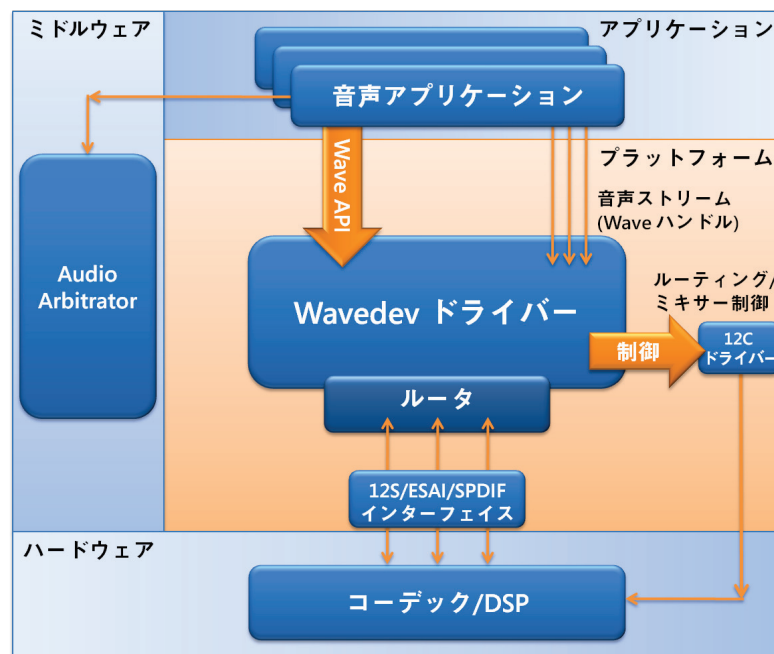 ミドルウェア
アプリケーション
音声アプリケーション
プラットフォーム
Wave API
音声ストリーム
(Wave ハンドル)
Audio
Arbitrator
Wavedev ドライバー
ルーティング/
ミキサー制御
制御
12C
ドライバー
ルータ
12S/ESAI/SPDIF
インターフェイス
ハードウェア
コーデック/DSP